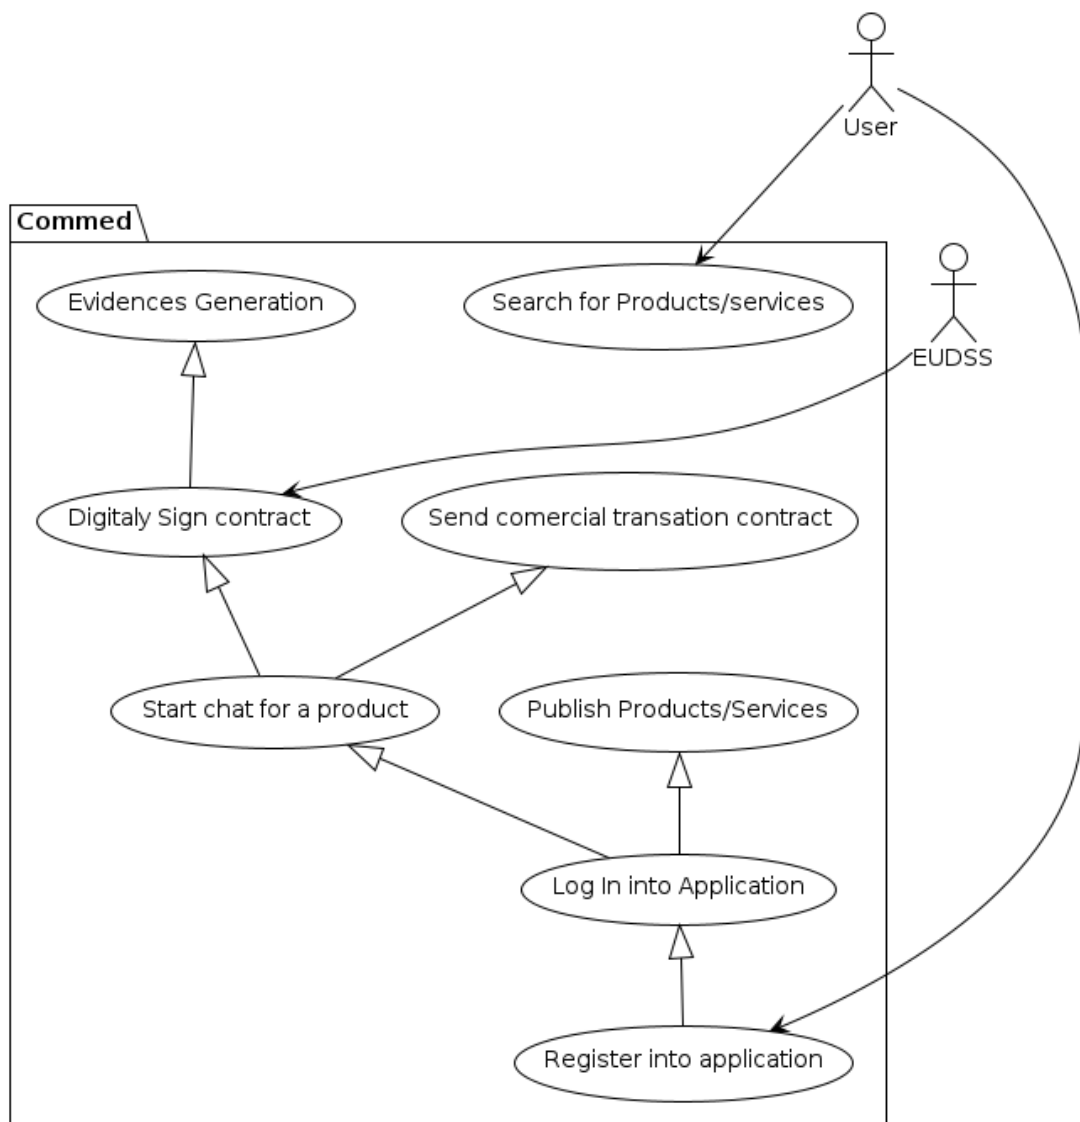 User
Commed
Evidences Generation
Search for Products/services
EUDSS
Digitaly Sign contract
Send comercial transation contract
Start chat for a product
Publish Products/Services
Log In into Application
Register into application